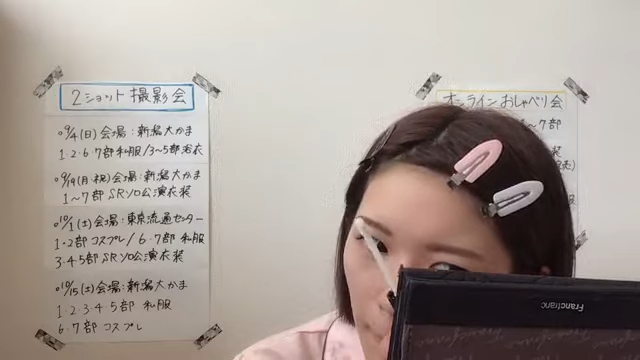 2ショット 撮影会
○9/4(日)会場:新潟大かま
1・2・6・7部 和服/3~5部 浴衣
○9/19(月・祝)会場:新潟大かま
1~7部 SRソロ公演衣装
○10/1(土)会場:東京流通センター
1・2部 コスプレ/6・7部 和服
3・4・5部 SRソロ公演衣装
○10/15(土)会場:新潟大かま
1・2・3・4・5部 和服
6・7部 コスプレ
オンラインおしゃべり会
1~7部
Francfranc